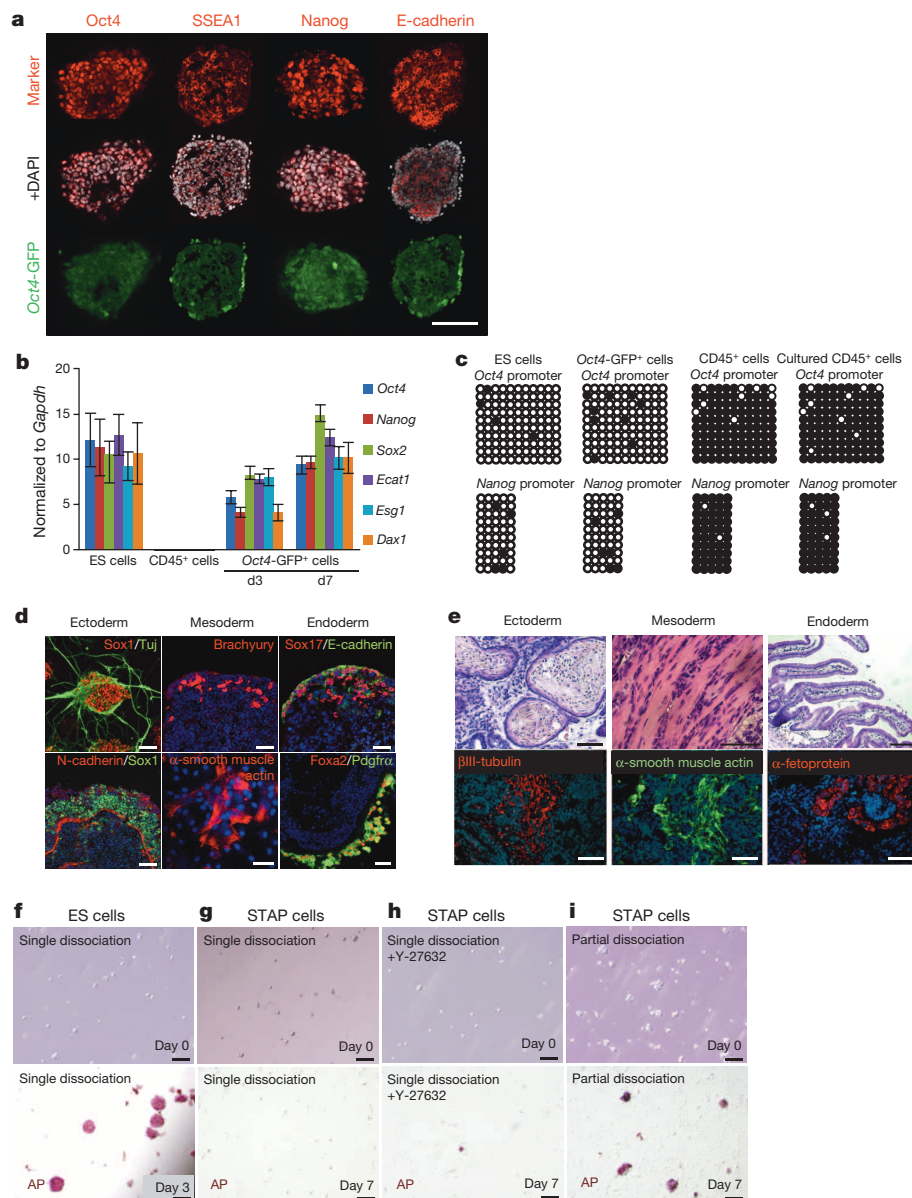 a
Oct4 SSEA1 Nanog E-cadherin
Marker
+DAPI
Oct4-GFP
b
Normalized to Gapdh
20
15
10
5
0
ES cells CD45+ cells Oct4-GFP+ cells
d3 d7
Oct4
Nanog
Sox2
Ecat1
Esg1
Dax1
c
ES cells Oct4-GFP+ cells CD45+ cells Cultured CD45+ cells
Oct4 promoter Oct4 promoter Oct4 promoter Oct4 promoter
Nanog promoter Nanog promoter Nanog promoter Nanog promoter
d
Ectoderm Mesoderm Endoderm
Sox1/Tuj Brachyury Sox17/E-cadherin
N-cadherin/Sox1 α-smooth muscle actin Foxa2/Pdgfrα
e
Ectoderm Mesoderm Endoderm
βIII-tubulin α-smooth muscle actin α-fetoprotein
f ES cells
Single dissociation
Day 0
Single dissociation
AP Day 3
g STAP cells
Single dissociation
Day 0
Single dissociation
AP Day 7
h STAP cells
Single dissociation
+Y-27632
Day 0
Single dissociation
+Y-27632
AP Day 7
i STAP cells
Partial dissociation
Day 0
Partial dissociation
AP Day 7